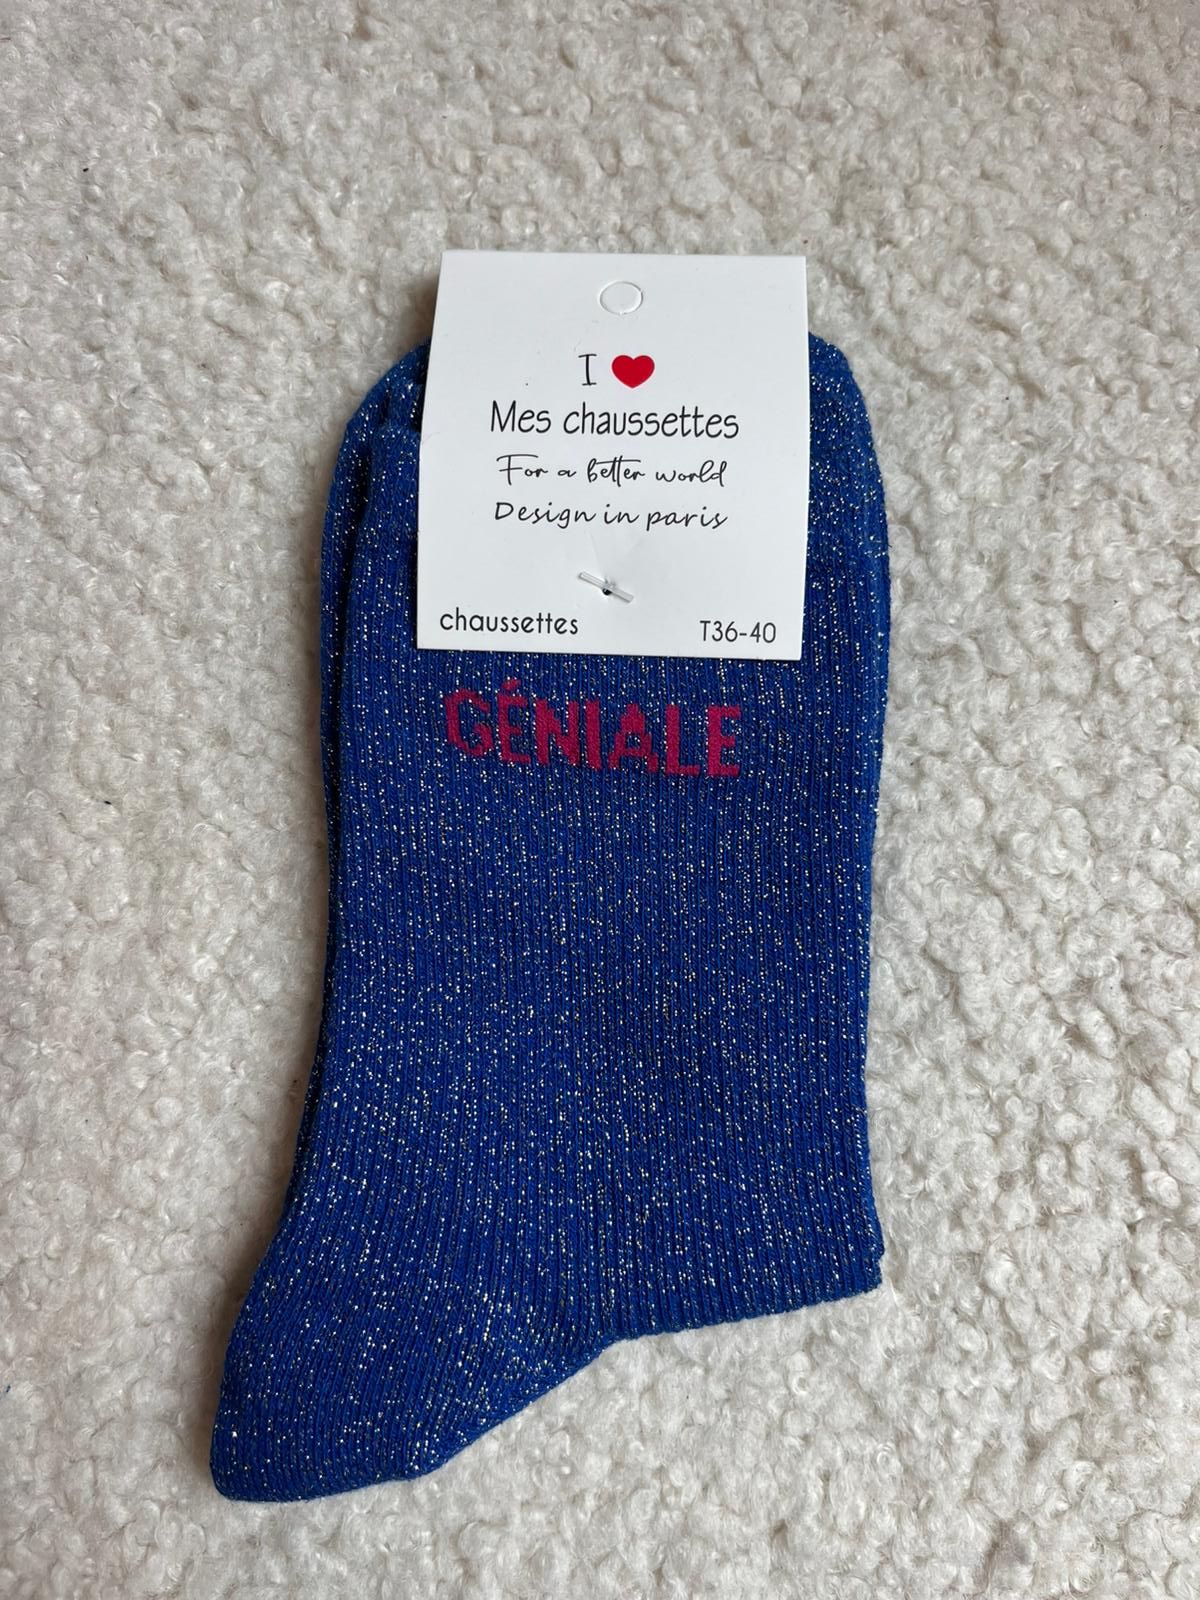 I ❤
Mes chaussettes
For a better world
Design in paris
chaussettes T36-40
GÉNIALE